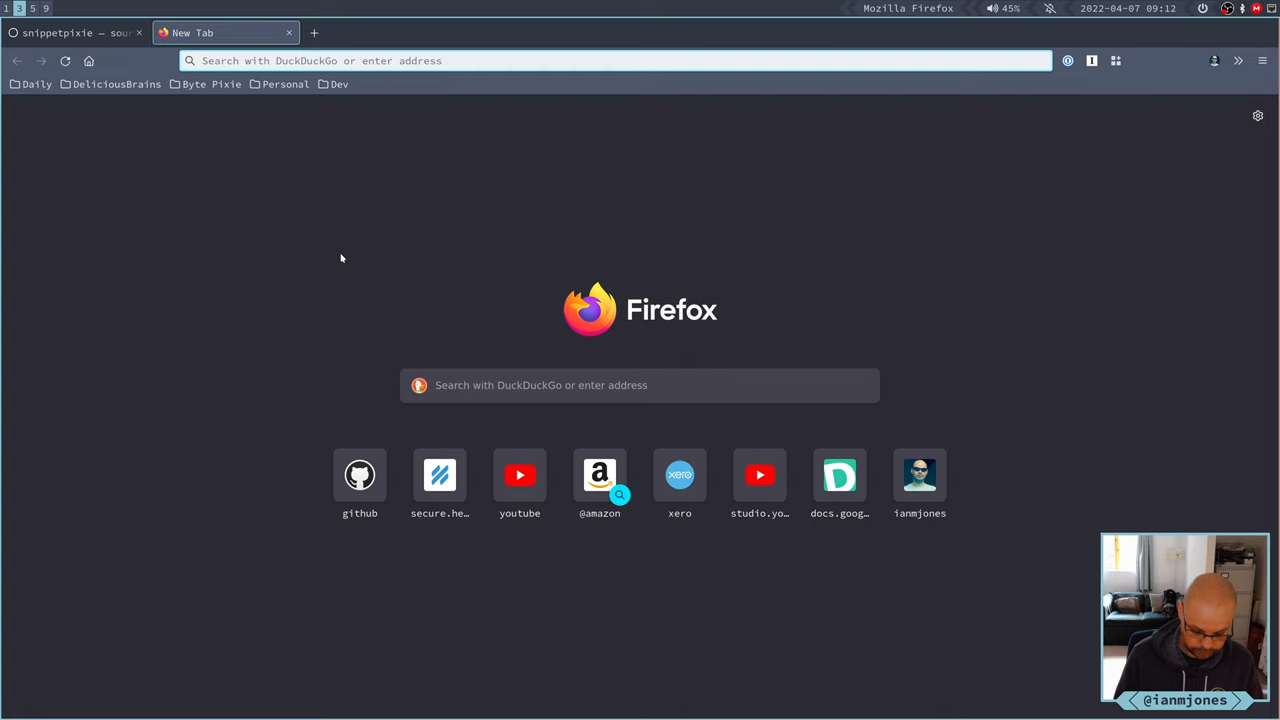 1 3 5 9
Mozilla Firefox
45%
2022-04-07 09:12
snippetpixie — sour
New Tab
Search with DuckDuckGo or enter address
Daily
DeliciousBrains
Byte Pixie
Personal
Dev
Firefox
Search with DuckDuckGo or enter address
a
xero
D
github
secure.he...
youtube
@amazon
xero
studio.yo...
docs.goog...
ianmjones
@ianmjones